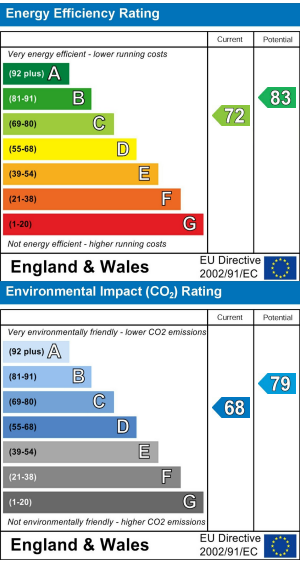 Energy Efficiency Rating
Current Potential
Very energy efficient - lower running costs
(92 plus) A
(81-91) B
(69-80) C
(55-68) D
(39-54) E
(21-38) F
(1-20) G
72
83
Not energy efficient - higher running costs
England & Wales
EU Directive
2002/91/EC
Environmental Impact (CO₂) Rating
Current Potential
Very environmentally friendly - lower CO2 emissions
(92 plus) A
(81-91) B
(69-80) C
(55-68) D
(39-54) E
(21-38) F
(1-20) G
68
79
Not environmentally friendly - higher CO2 emissions
England & Wales
EU Directive
2002/91/EC